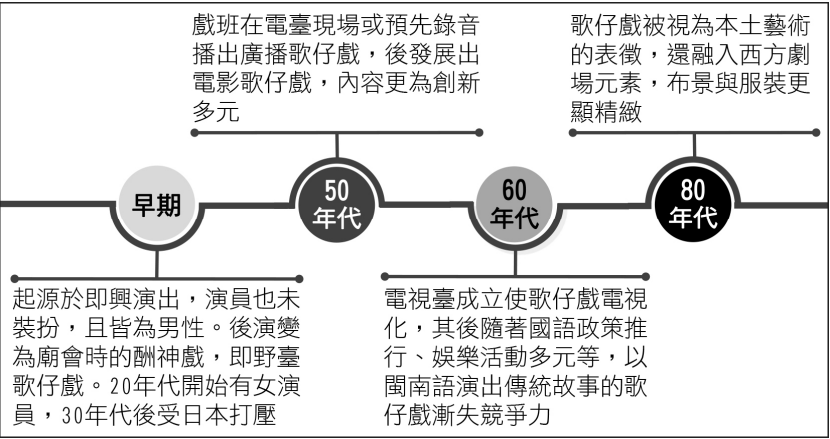 早期
起源於即興演出，演員也未
裝扮，且皆為男性。後演變
為廟會時的酬神戲，即野臺
歌仔戲。20年代開始有女演
員，30年代後受日本打壓
戲班在電臺現場或預先錄音
播出廣播歌仔戲，後發展出
電影歌仔戲，內容更為創新
多元
50
年代
60
年代
電視臺成立使歌仔戲電視
化，其後隨著國語政策推
行、娛樂活動多元等，以
閩南語演出傳統故事的歌
仔戲漸失競爭力
歌仔戲被視為本土藝術
的表徵，還融入西方劇
場元素，布景與服裝更
顯精緻
80
年代